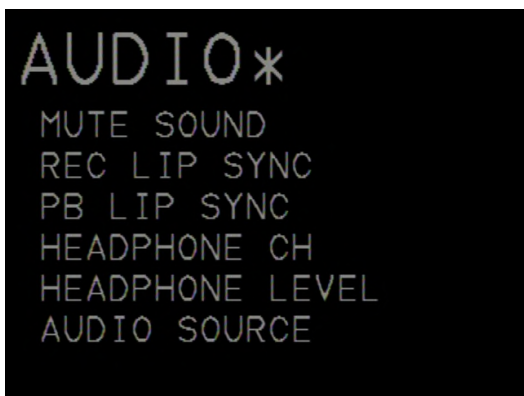 AUDIO*
MUTE SOUND
REC LIP SYNC
PB LIP SYNC
HEADPHONE CH
HEADPHONE LEVEL
AUDIO SOURCE